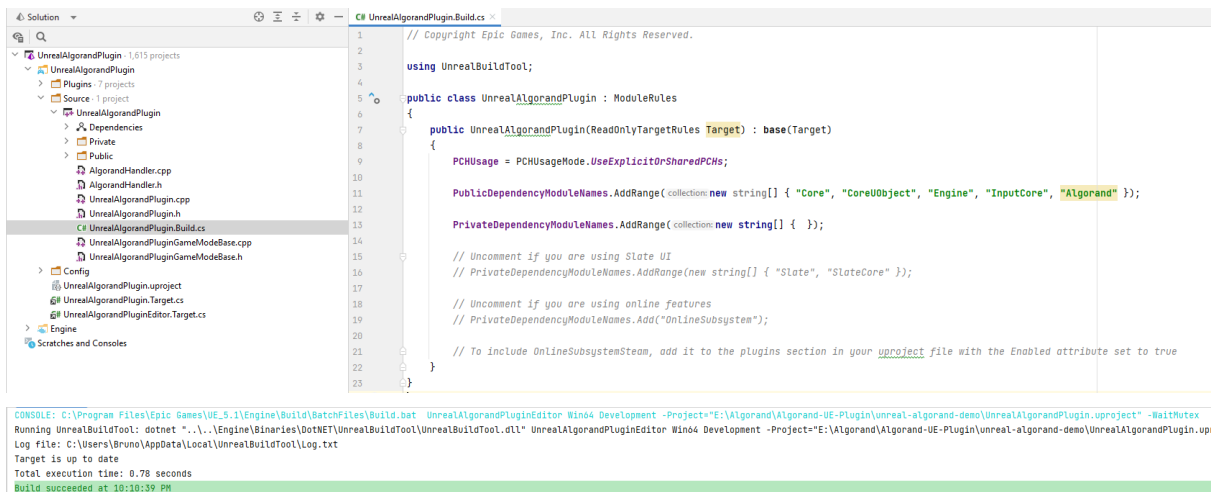 Solution
UnrealAlgorandPlugin · 1,615 projects
UnrealAlgorandPlugin
Plugins · 7 projects
Source · 1 project
UnrealAlgorandPlugin
Dependencies
Private
Public
AlgorandHandler.cpp
AlgorandHandler.h
UnrealAlgorandPlugin.cpp
UnrealAlgorandPlugin.h
C# UnrealAlgorandPlugin.Build.cs
UnrealAlgorandPluginGameModeBase.cpp
UnrealAlgorandPluginGameModeBase.h
Config
UnrealAlgorandPlugin.uproject
UnrealAlgorandPlugin.Target.cs
UnrealAlgorandPluginEditor.Target.cs
Engine
Scratches and Consoles
C# UnrealAlgorandPlugin.Build.cs
1 // Copyright Epic Games, Inc. All Rights Reserved.
2
3 using UnrealBuildTool;
4
5 public class UnrealAlgorandPlugin : ModuleRules
6 {
7 public UnrealAlgorandPlugin(ReadOnlyTargetRules Target) : base(Target)
8 {
9 PCHUsage = PCHUsageMode.UseExplicitOrSharedPCHs;
10
11 PublicDependencyModuleNames.AddRange( collection: new string[] { "Core", "CoreUObject", "Engine", "InputCore", "Algorand" });
12
13 PrivateDependencyModuleNames.AddRange( collection: new string[] {  });
14
15 // Uncomment if you are using Slate UI
16 // PrivateDependencyModuleNames.AddRange(new string[] { "Slate", "SlateCore" });
17
18 // Uncomment if you are using online features
19 // PrivateDependencyModuleNames.Add("OnlineSubsystem");
20
21 // To include OnlineSubsystemSteam, add it to the plugins section in your uproject file with the Enabled attribute set to true
22 }
23 }
CONSOLE: C:\Program Files\Epic Games\UE_5.1\Engine\Build\BatchFiles\Build.bat  UnrealAlgorandPluginEditor Win64 Development -Project="E:\Algorand\Algorand-UE-Plugin\unreal-algorand-demo\UnrealAlgorandPlugin.uproject" -WaitMutex
Running UnrealBuildTool: dotnet "..\..\Engine\Binaries\DotNET\UnrealBuildTool\UnrealBuildTool.dll" UnrealAlgorandPluginEditor Win64 Development -Project="E:\Algorand\Algorand-UE-Plugin\unreal-algorand-demo\UnrealAlgorandPlugin.upr
Log file: C:\Users\Bruno\AppData\Local\UnrealBuildTool\Log.txt
Target is up to date
Total execution time: 0.78 seconds
Build succeeded at 10:10:39 PM